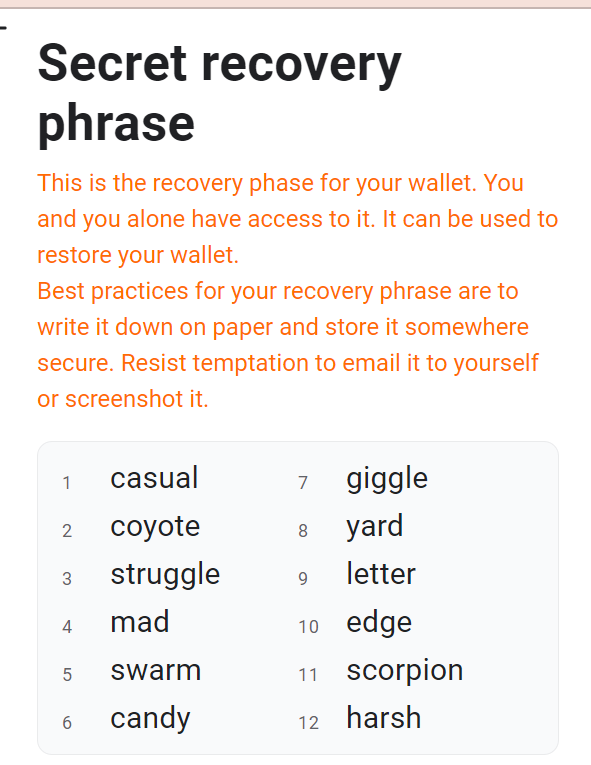 Secret recovery
phrase
This is the recovery phase for your wallet. You
and you alone have access to it. It can be used to
restore your wallet.
Best practices for your recovery phrase are to
write it down on paper and store it somewhere
secure. Resist temptation to email it to yourself
or screenshot it.
1 casual 7 giggle
2 coyote 8 yard
3 struggle 9 letter
4 mad 10 edge
5 swarm 11 scorpion
6 candy 12 harsh